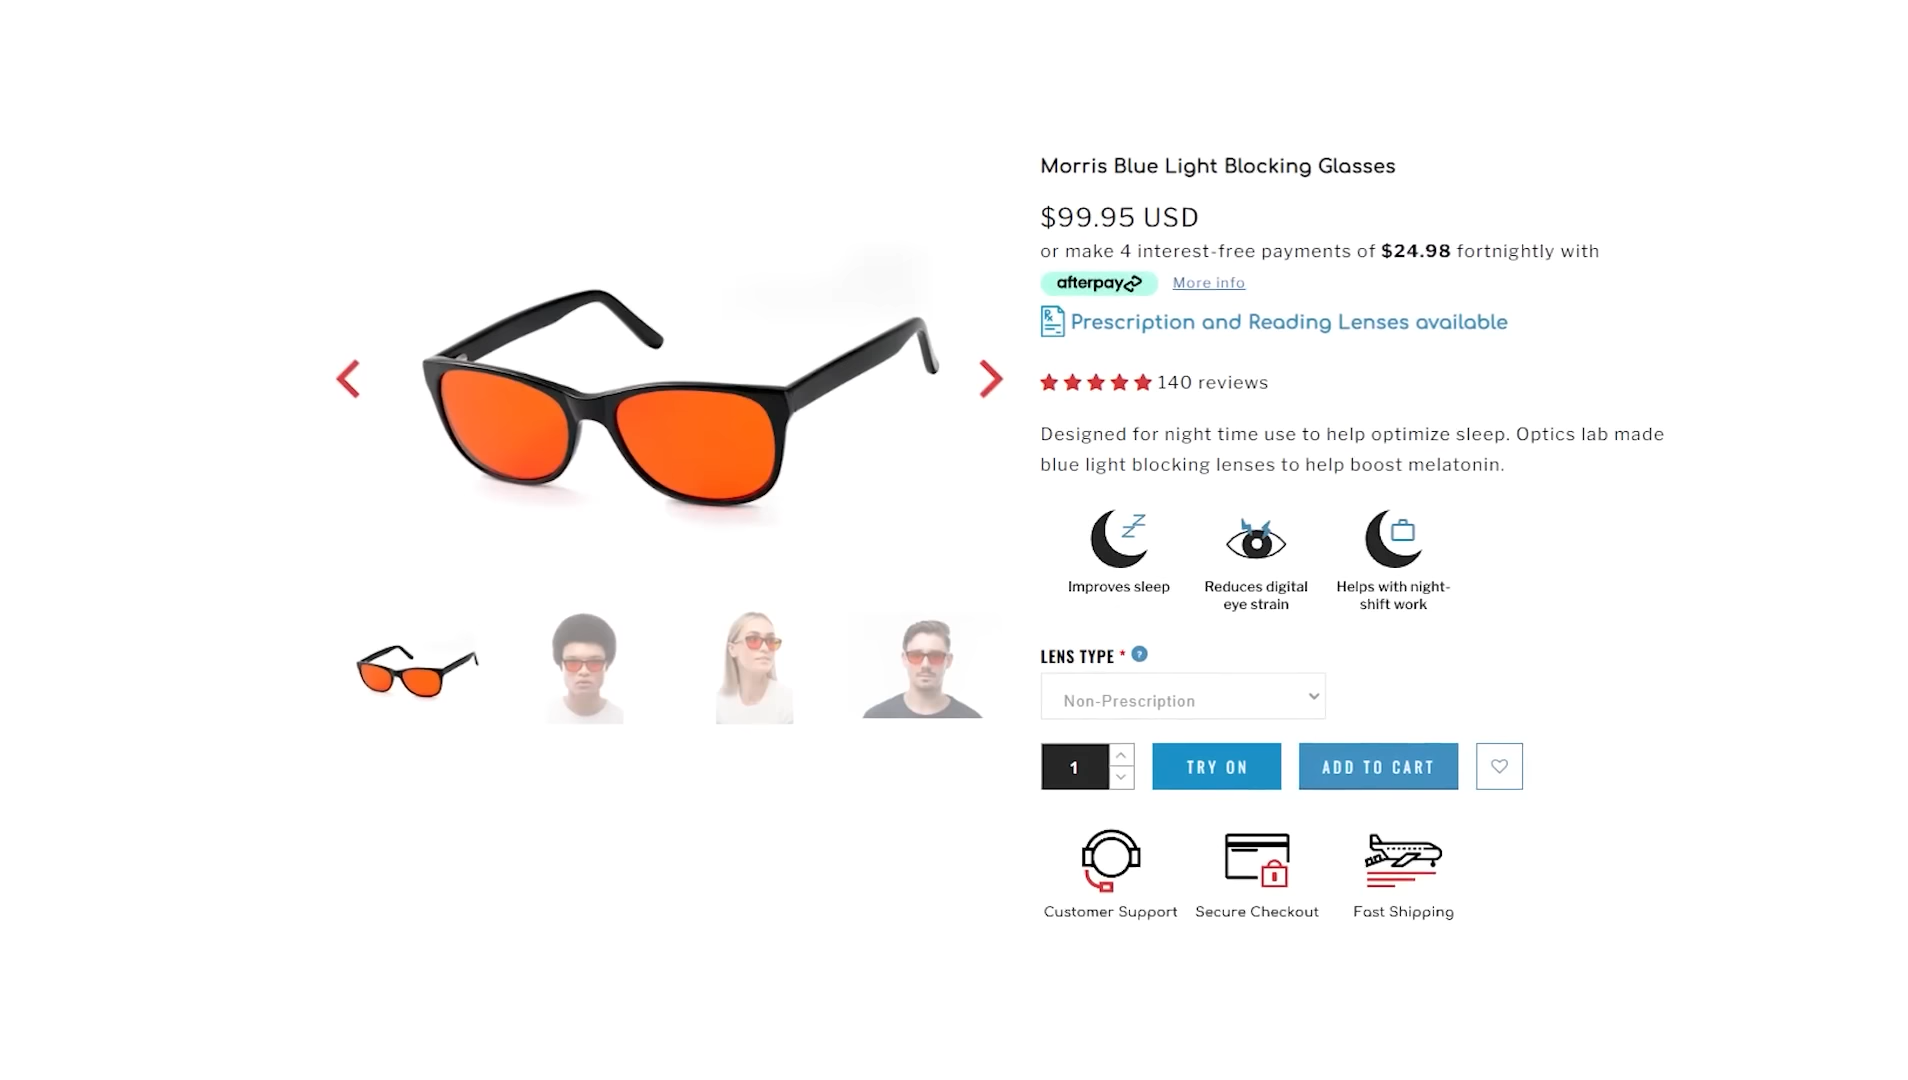 Morris Blue Light Blocking Glasses
$99.95 USD
or make 4 interest-free payments of $24.98 fortnightly with
afterpay More info
Rx Prescription and Reading Lenses available
140 reviews
Designed for night time use to help optimize sleep. Optics lab made
blue light blocking lenses to help boost melatonin.
Improves sleep
Reduces digital
eye strain
Helps with night-
shift work
LENS TYPE * ?
Non-Prescription
1 TRY ON ADD TO CART
Customer Support Secure Checkout Fast Shipping